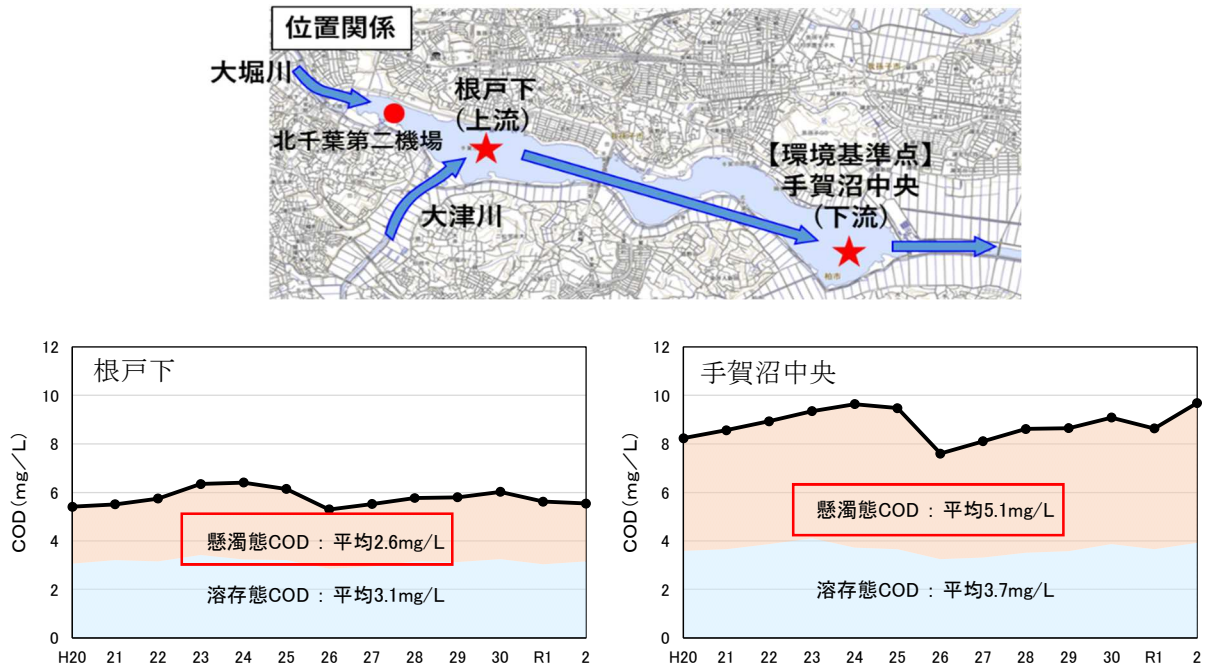 位置関係
大堀川
根戸下
(上流)
北千葉第二機場
【環境基準点】
手賀沼中央
(下流)
大津川
根戸下
COD(mg/L)
12
10
8
6
4
2
0
懸濁態COD : 平均2.6mg/L
溶存態COD : 平均3.1mg/L
H20 21 22 23 24 25 26 27 28 29 30 R1 2
手賀沼中央
COD(mg/L)
12
10
8
6
4
2
0
懸濁態COD : 平均5.1mg/L
溶存態COD : 平均3.7mg/L
H20 21 22 23 24 25 26 27 28 29 30 R1 2